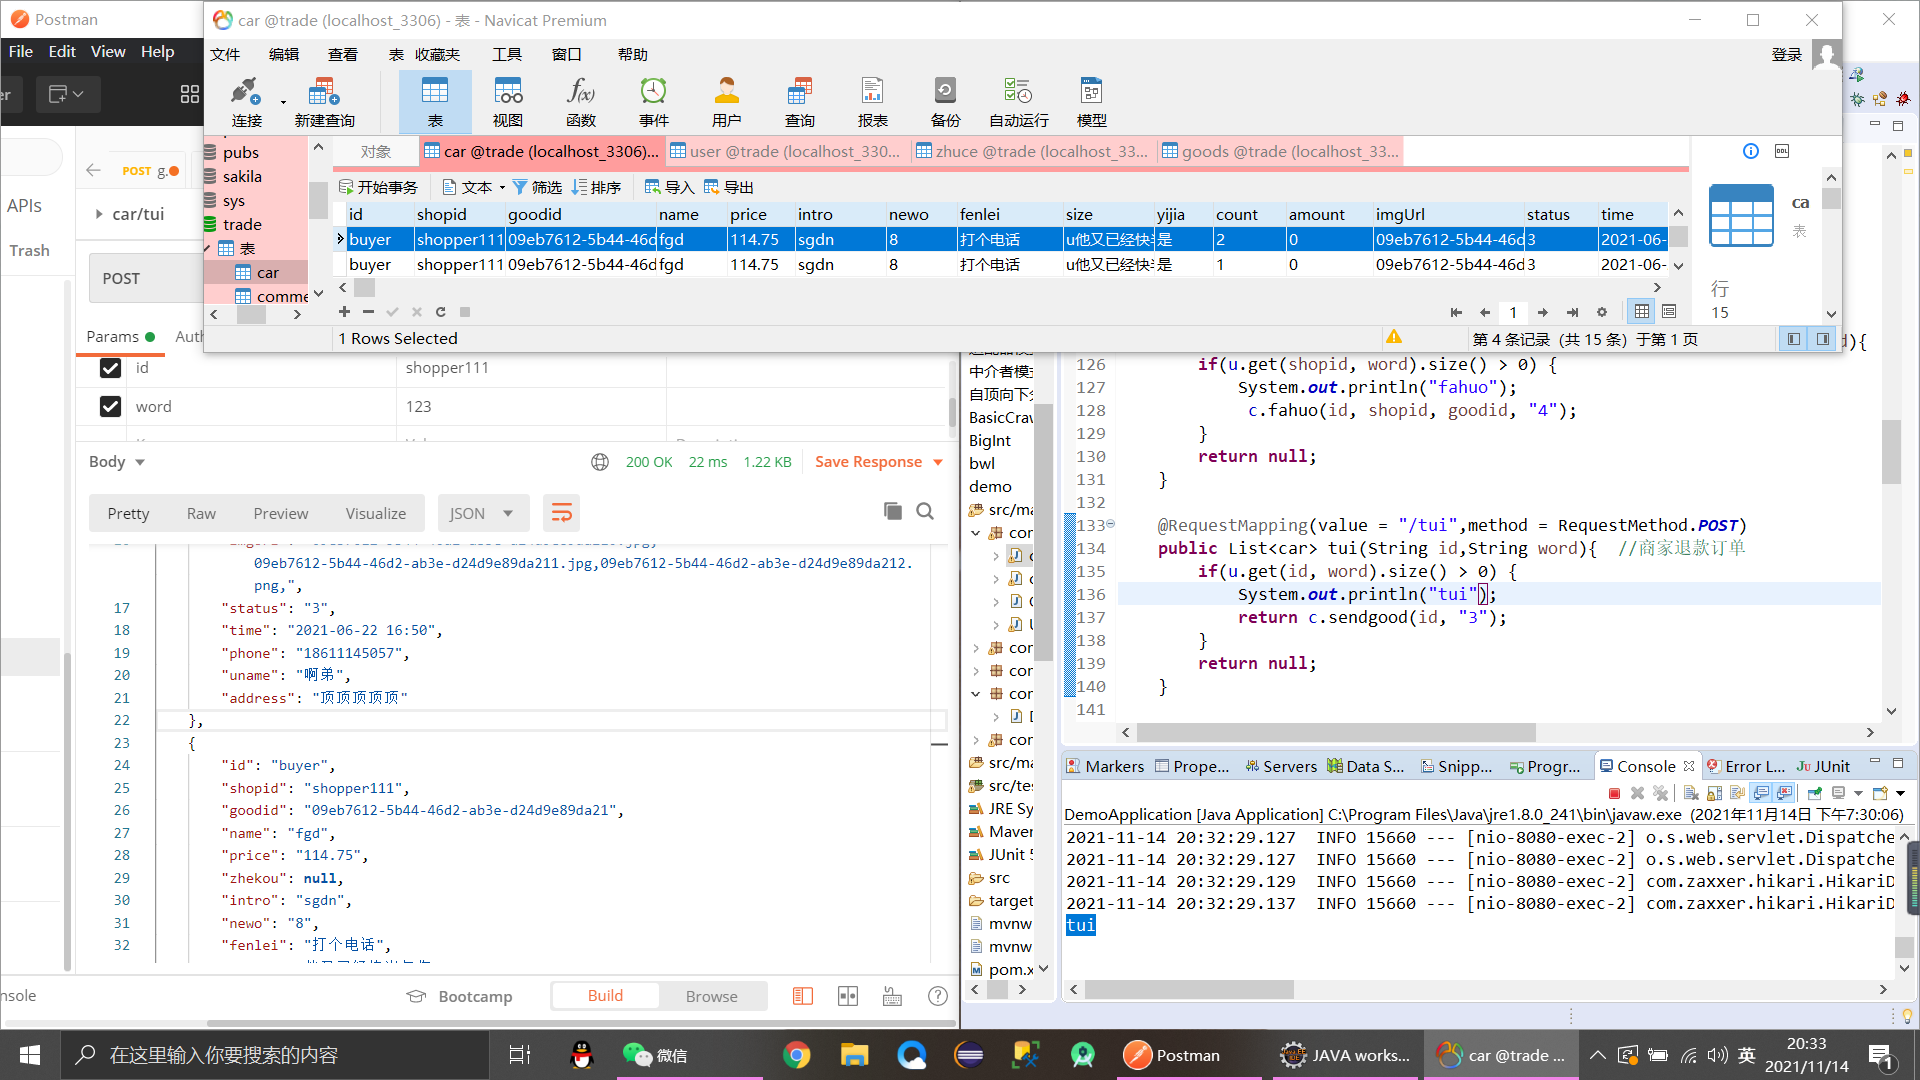 Postman
File Edit View Help
er
APIs
Trash
POST g.
car/tui
POST
Params
Aut
id shopper111
word 123
Body
200 OK 22 ms 1.22 KB Save Response
Pretty Raw Preview Visualize JSON
09eb7612-5b44-46d2-ab3e-d24d9e89da211.jpg,09eb7612-5b44-46d2-ab3e-d24d9e89da212.
png,",
17 "status": "3",
18 "time": "2021-06-22 16:50",
19 "phone": "18611145057",
20 "uname": "啊弟",
21 "address": "顶顶顶顶顶"
22 },
23 {
24 "id": "buyer",
25 "shopid": "shopper111",
26 "goodid": "09eb7612-5b44-46d2-ab3e-d24d9e89da21",
27 "name": "fgd",
28 "price": "114.75",
29 "zhekou": null,
30 "intro": "sgdn",
31 "newo": "8",
32 "fenlei": "打个电话",
nsole
Bootcamp Build Browse
car @trade (localhost_3306) - 表 - Navicat Premium
文件 编辑 查看 表 收藏夹 工具 窗口 帮助 登录
连接 新建查询 表 视图 函数 事件 用户 查询 报表 备份 自动运行 模型
pubs
sakila
sys
trade
表
car
comme
对象 car @trade (localhost_3306)... user @trade (localhost_330... zhuce @trade (localhost_33... goods @trade (localhost_33...
开始事务 文本 筛选 排序 导入 导出
id shopid goodid name price intro newo fenlei size yijia count amount imgUrl status time
buyer shopper111 09eb7612-5b44-46d fgd 114.75 sgdn 8 打个电话 u他又已经快 是 2 0 09eb7612-5b44-46d 3 2021-06-
buyer shopper111 09eb7612-5b44-46d fgd 114.75 sgdn 8 打个电话 u他又已经快 是 1 0 09eb7612-5b44-46d 3 2021-06-
1
1 Rows Selected
第 4 条记录 (共 15 条) 于第 1 页
DDL
ca
表
行
15
中介者模
自顶向下
BasicCraw
BigInt
bwl
demo
src/ma
con
con
con
con
con
src/ma
src/tes
JRE Sy
Maven
JUnit 5
src
target
mvnw
mvnw
pom.x
d){
126 if(u.get(shopid, word).size() > 0) {
127 System.out.println("fahuo");
128 c.fahuo(id, shopid, goodid, "4");
129 }
130 return null;
131 }
132
133 @RequestMapping(value = "/tui",method = RequestMethod.POST)
134 public List<car> tui(String id,String word){ //商家退款订单
135 if(u.get(id, word).size() > 0) {
136 System.out.println("tui");
137 return c.sendgood(id, "3");
138 }
139 return null;
140 }
141
Markers Prope... Servers Data S... Snipp... Progr... Console Error L... JUnit
DemoApplication [Java Application] C:\Program Files\Java\jre1.8.0_241\bin\javaw.exe (2021年11月14日 下午7:30:06)
2021-11-14 20:32:29.127 INFO 15660 --- [nio-8080-exec-2] o.s.web.servlet.Dispatche
2021-11-14 20:32:29.127 INFO 15660 --- [nio-8080-exec-2] o.s.web.servlet.Dispatche
2021-11-14 20:32:29.129 INFO 15660 --- [nio-8080-exec-2] com.zaxxer.hikari.HikariD
2021-11-14 20:32:29.137 INFO 15660 --- [nio-8080-exec-2] com.zaxxer.hikari.HikariD
tui
在这里输入你要搜索的内容
微信
Postman
JAVA works...
car @trade ...
英
20:33
2021/11/14
1